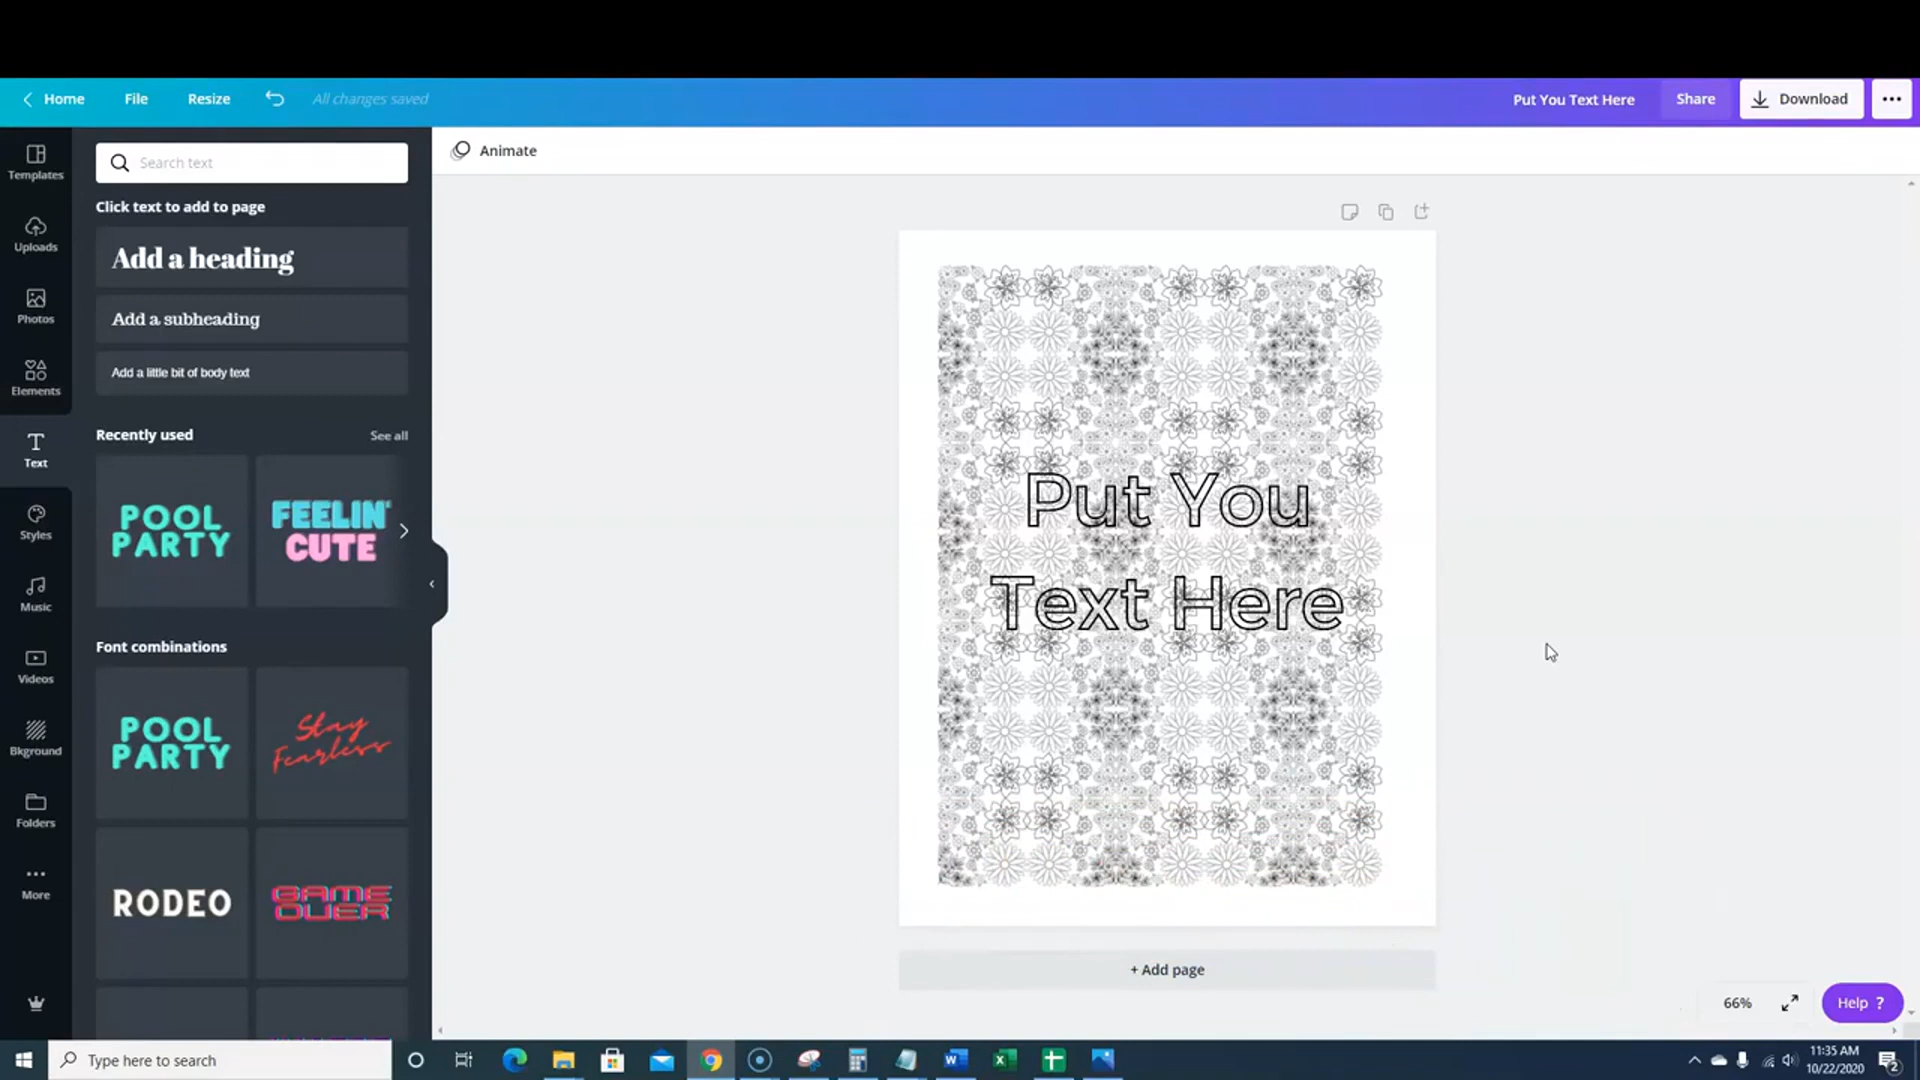 Home File Resize All changes saved Put You Text Here Share Download
Animate
Templates
Uploads
Photos
Elements
Text
Styles
Music
Videos
Bkground
Folders
More
Search text
Click text to add to page
Add a heading
Add a subheading
Add a little bit of body text
Recently used See all
POOL
PARTY
FEELIN'
CUTE
Font combinations
POOL
PARTY
Stay
Fearless
RODEO
GAME
OVER
Put You
Text Here
+ Add page
66% Help ?
Type here to search
11:35 AM
10/22/2020
2